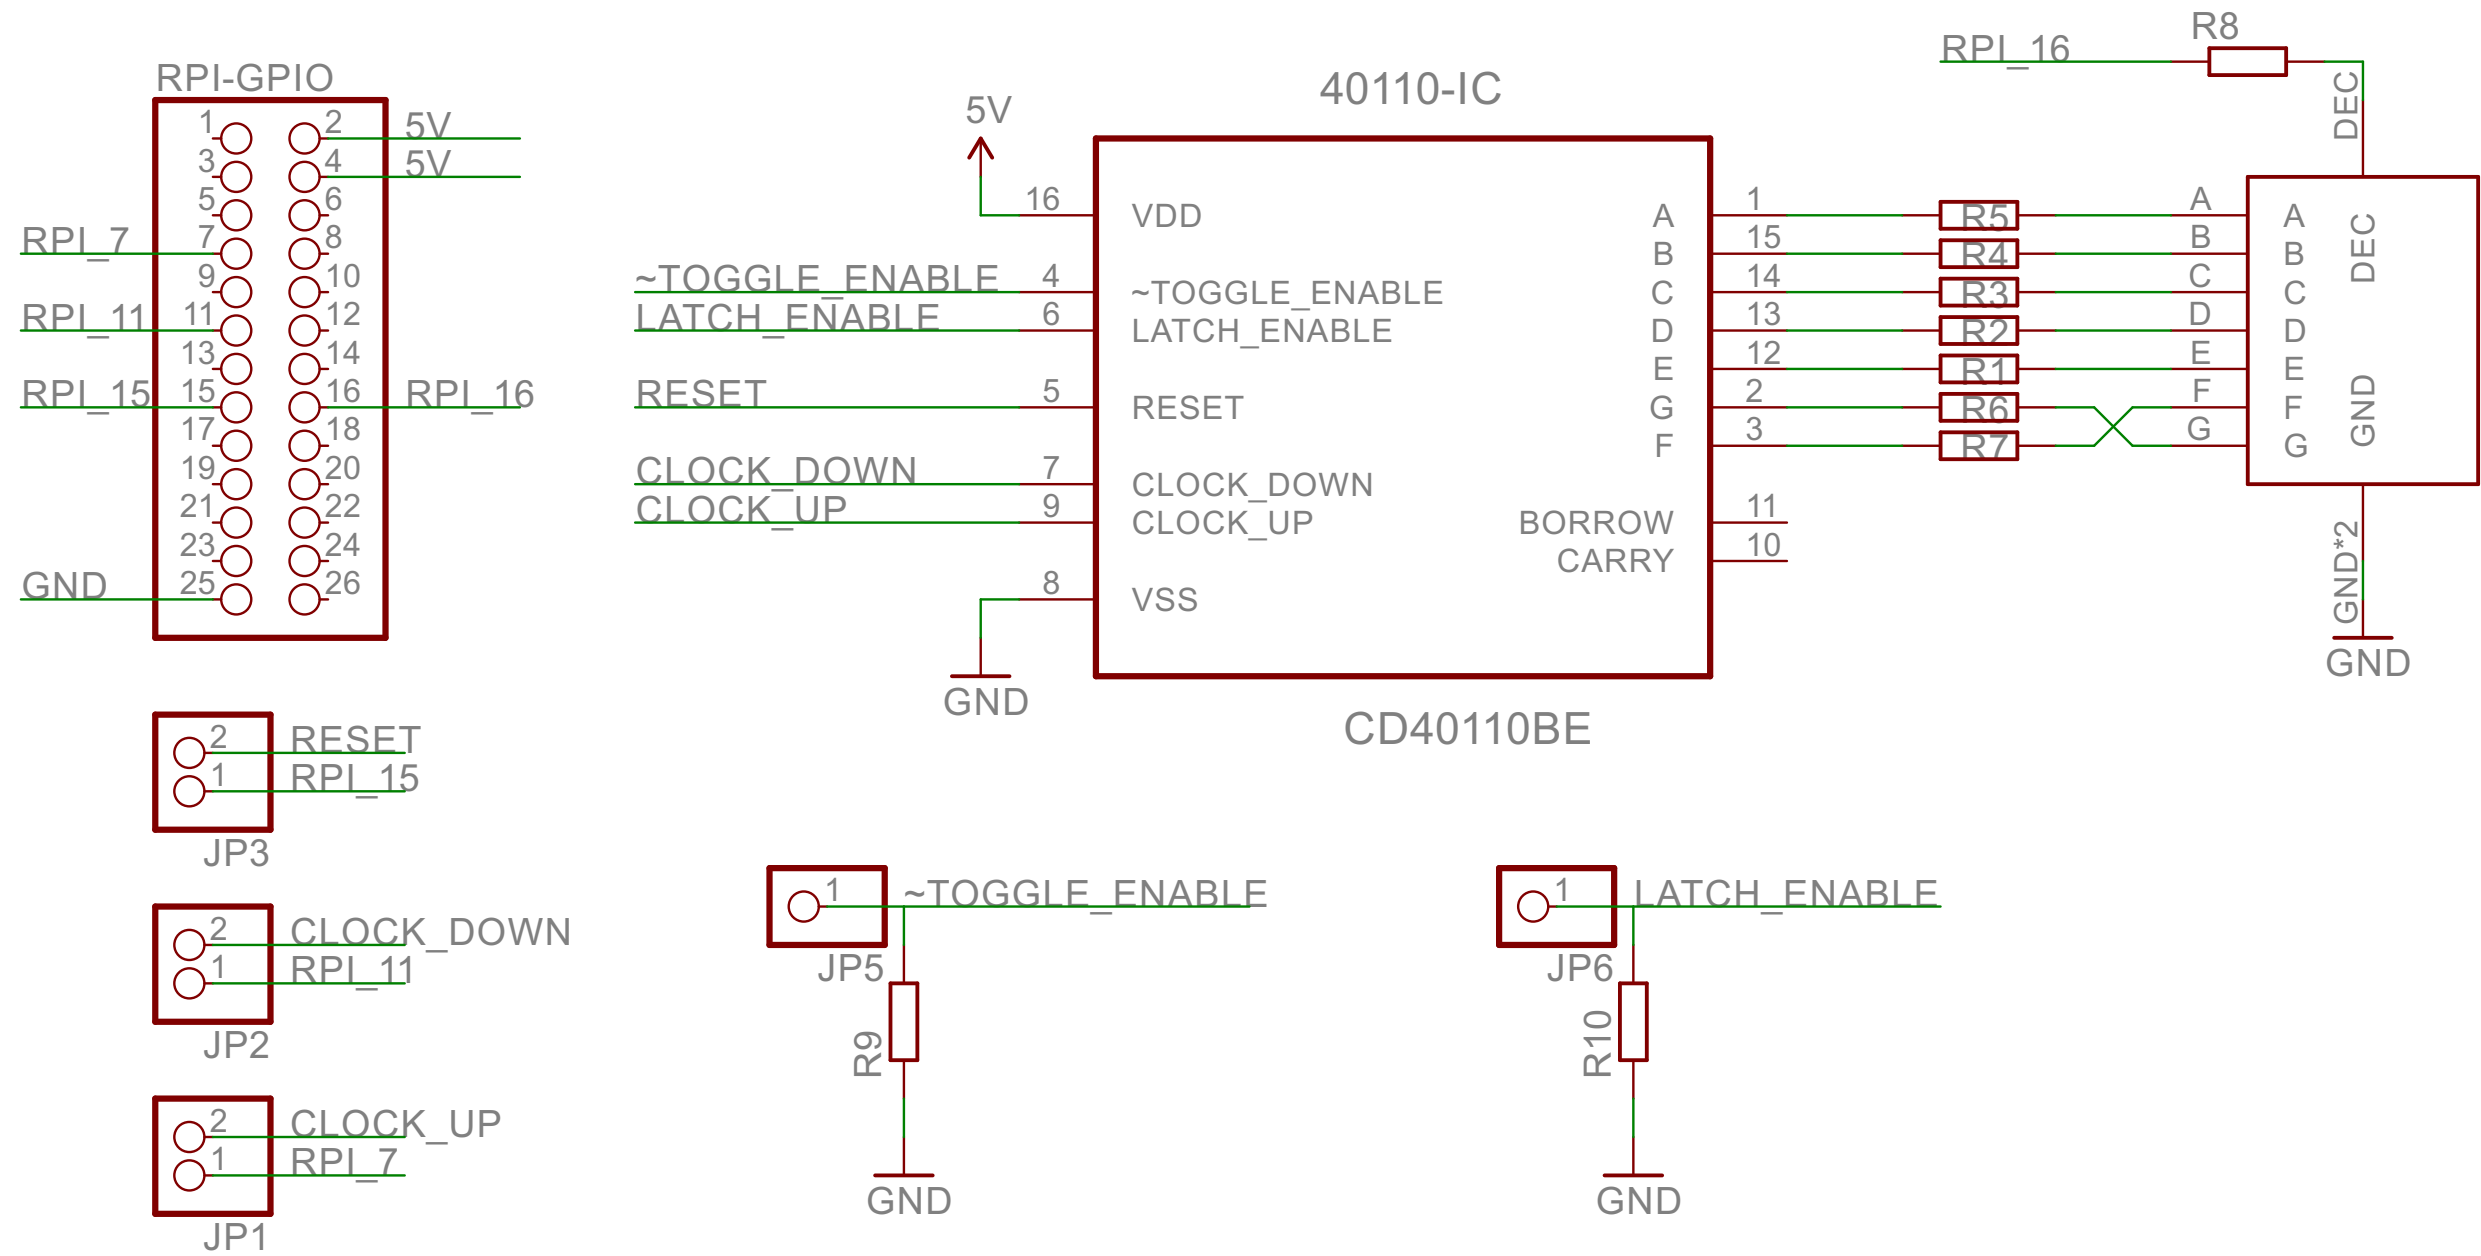 RPI-GPIO
1 2 5V
3 4 5V
5 6
RPI_7 7 8
9 10
RPI_11 11 12
13 14
RPI_15 15 16 RPI_16
17 18
19 20
21 22
23 24
GND 25 26
2 RESET
1 RPI_15
JP3
2 CLOCK_DOWN
1 RPI_11
JP2
2 CLOCK_UP
1 RPI_7
JP1
40110-IC
5V
16 VDD
~TOGGLE_ENABLE 4 ~TOGGLE_ENABLE
LATCH_ENABLE 6 LATCH_ENABLE
RESET 5 RESET
CLOCK_DOWN 7 CLOCK_DOWN
CLOCK_UP 9 CLOCK_UP
8 VSS
GND
A 1 R5 A A
B 15 R4 B B
C 14 R3 C C
D 13 R2 D D
E 12 R1 E E
G 2 R6 F F
F 3 R7 G G
BORROW 11
CARRY 10
CD40110BE
RPI_16 R8
DEC
DEC
GND
GND*2
GND
1 ~TOGGLE_ENABLE
JP5
R9
GND
1 LATCH_ENABLE
JP6
R10
GND